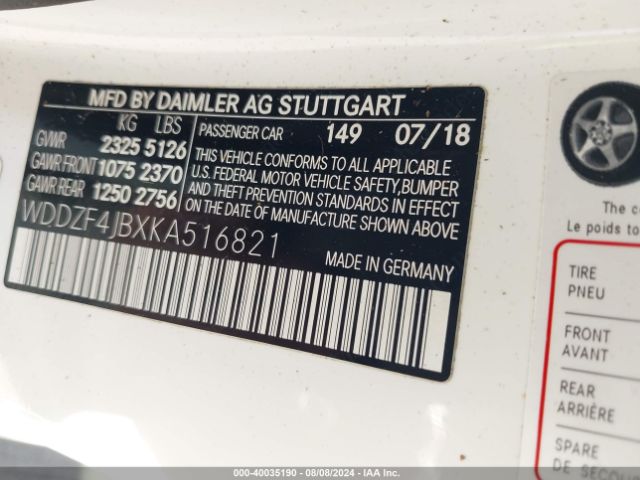 MFD BY DAIMLER AG STUTTGART
KG LBS
GVWR 2325 5126
GAWR FRONT 1075 2370
GAWR REAR 1250 2756
PASSENGER CAR 149 07/18
THIS VEHICLE CONFORMS TO ALL APPLICABLE
U.S. FEDERAL MOTOR VEHICLE SAFETY, BUMPER
AND THEFT PREVENTION STANDARDS IN EFFECT
ON THE DATE OF MANUFACTURE SHOWN ABOVE
WDDZF4JBXKA516821
MADE IN GERMANY
The
Le poids to
TIRE
PNEU
FRONT
AVANT
REAR
ARRIÈRE
SPARE
DE SECOU
000-40035190 - 08/08/2024 - IAA Inc.